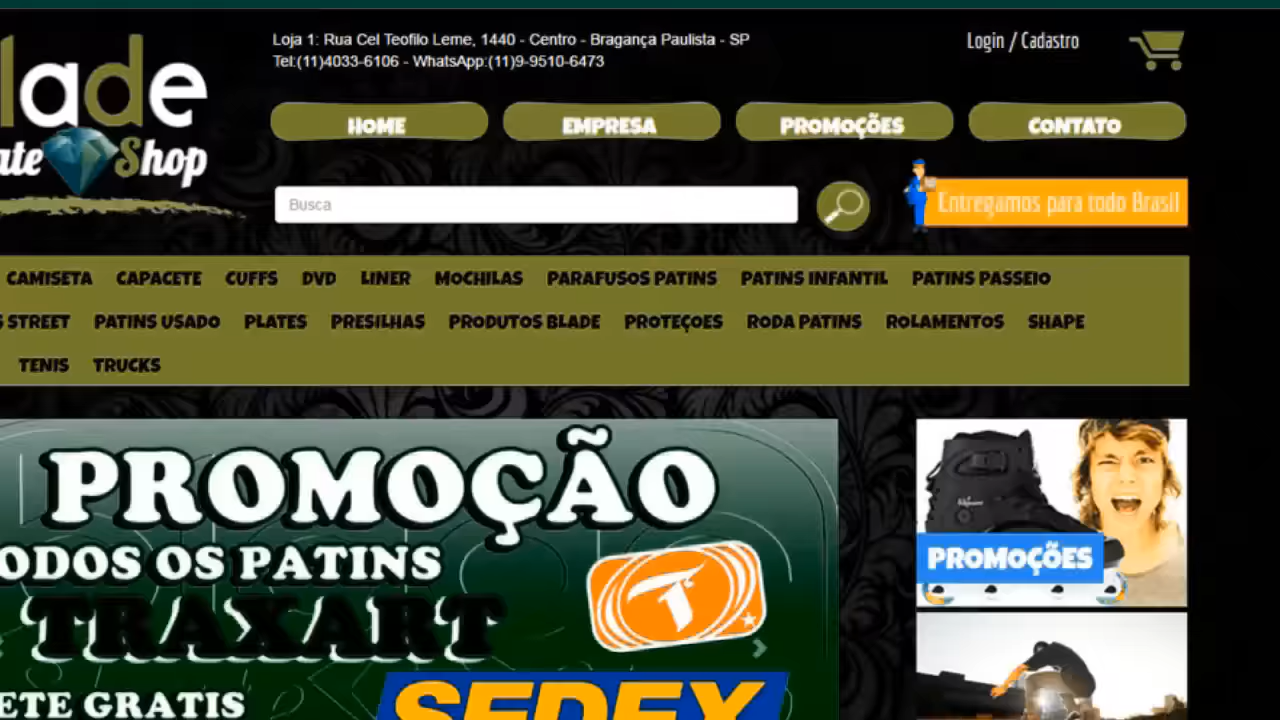 lade
ate Shop
Loja 1: Rua Cel Teofilo Leme, 1440 - Centro - Bragança Paulista - SP
Tel:(11)4033-6106 - WhatsApp:(11)9-9510-6473
Login / Cadastro
HOME EMPRESA PROMOÇÕES CONTATO
Busca
Entregamos para todo Brasil
CAMISETA CAPACETE CUFFS DVD LINER MOCHILAS PARAFUSOS PATINS PATINS INFANTIL PATINS PASSEIO
S STREET PATINS USADO PLATES PRESILHAS PRODUTOS BLADE PROTEÇOES RODA PATINS ROLAMENTOS SHAPE
TENIS TRUCKS
PROMOÇÃO
ODOS OS PATINS
TRAXART
T
ETE GRATIS
SEDEX
PROMOÇÕES